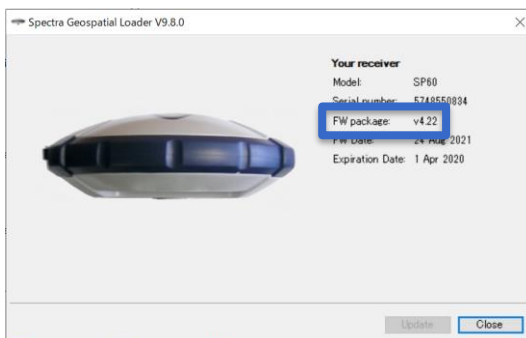 Spectra Geospatial Loader V9.8.0
Your receiver
Model: SP60
Serial number: 5748550834
FW package: v4.22
FW Date: 24 Aug 2021
Expiration Date: 1 Apr 2020
Update Close